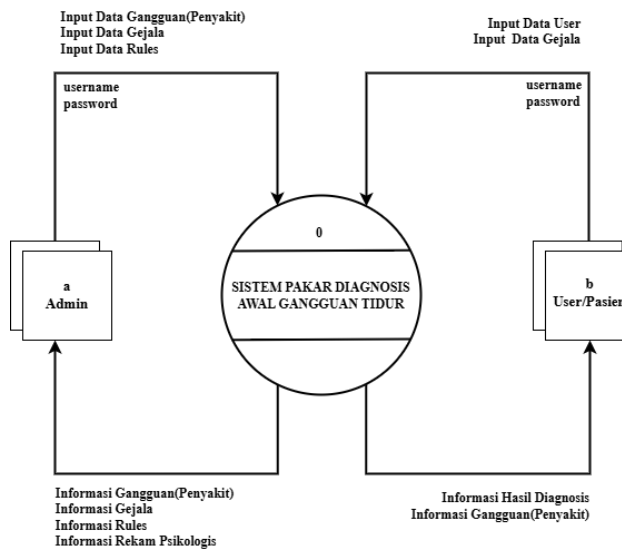 Input Data Gangguan(Penyakit)
Input Data Gejala
Input Data Rules
Input Data User
Input Data Gejala
username
password
username
password
0
SISTEM PAKAR DIAGNOSIS
AWAL GANGGUAN TIDUR
a
Admin
b
User/Pasien
Informasi Gangguan(Penyakit)
Informasi Gejala
Informasi Rules
Informasi Rekam Psikologis
Informasi Hasil Diagnosis
Informasi Gangguan(Penyakit)